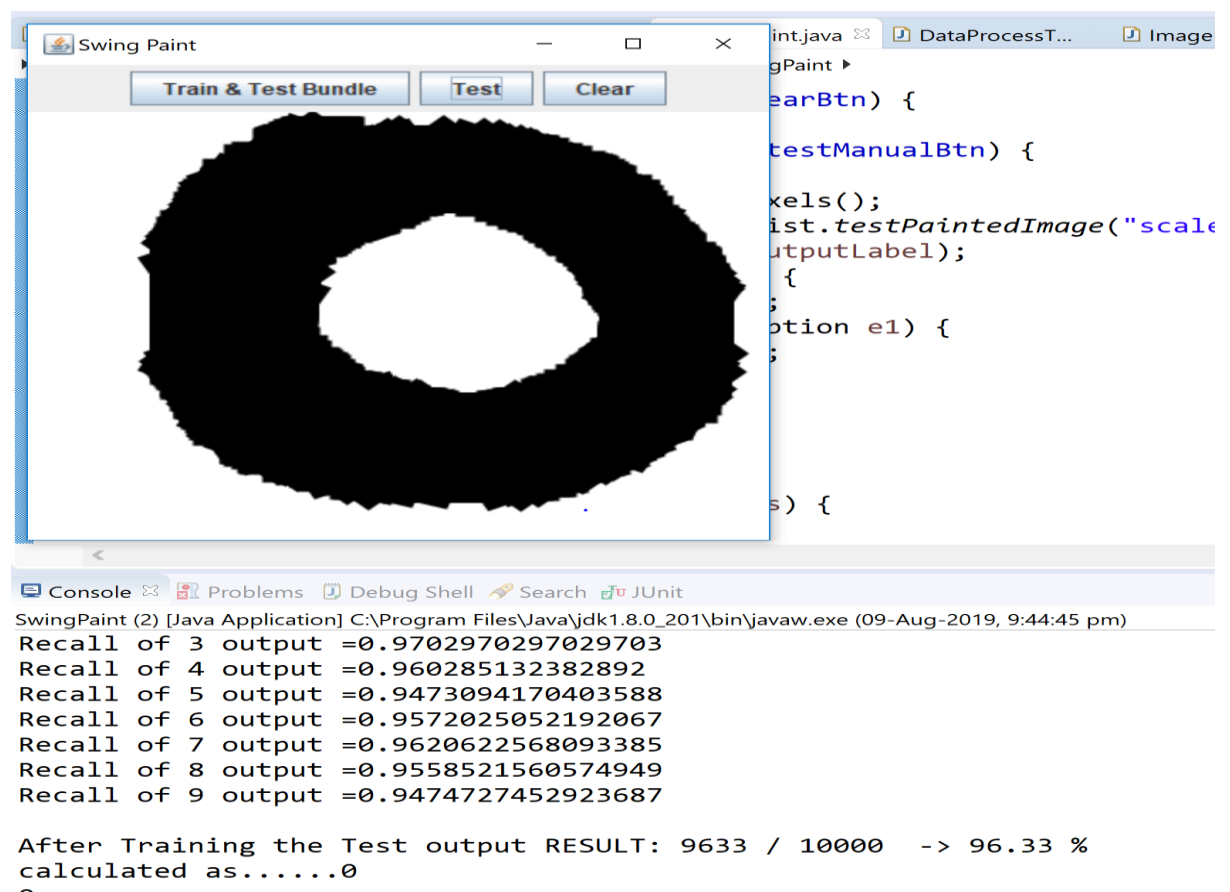 Swing Paint
int.java DataProcessT... Image
gPaint
Train & Test Bundle Test Clear
earBtn) {
testManualBtn) {
xels();
ist.testPaintedImage("scale
utputLabel);
{
;
ption e1) {
;
s) {
Console Problems Debug Shell Search JUnit
SwingPaint (2) [Java Application] C:\Program Files\Java\jdk1.8.0_201\bin\javaw.exe (09-Aug-2019, 9:44:45 pm)
Recall of 3 output =0.9702970297029703
Recall of 4 output =0.960285132382892
Recall of 5 output =0.9473094170403588
Recall of 6 output =0.9572025052192067
Recall of 7 output =0.9620622568093385
Recall of 8 output =0.9558521560574949
Recall of 9 output =0.9474727452923687
After Training the Test output RESULT: 9633 / 10000 -> 96.33 %
calculated as......0